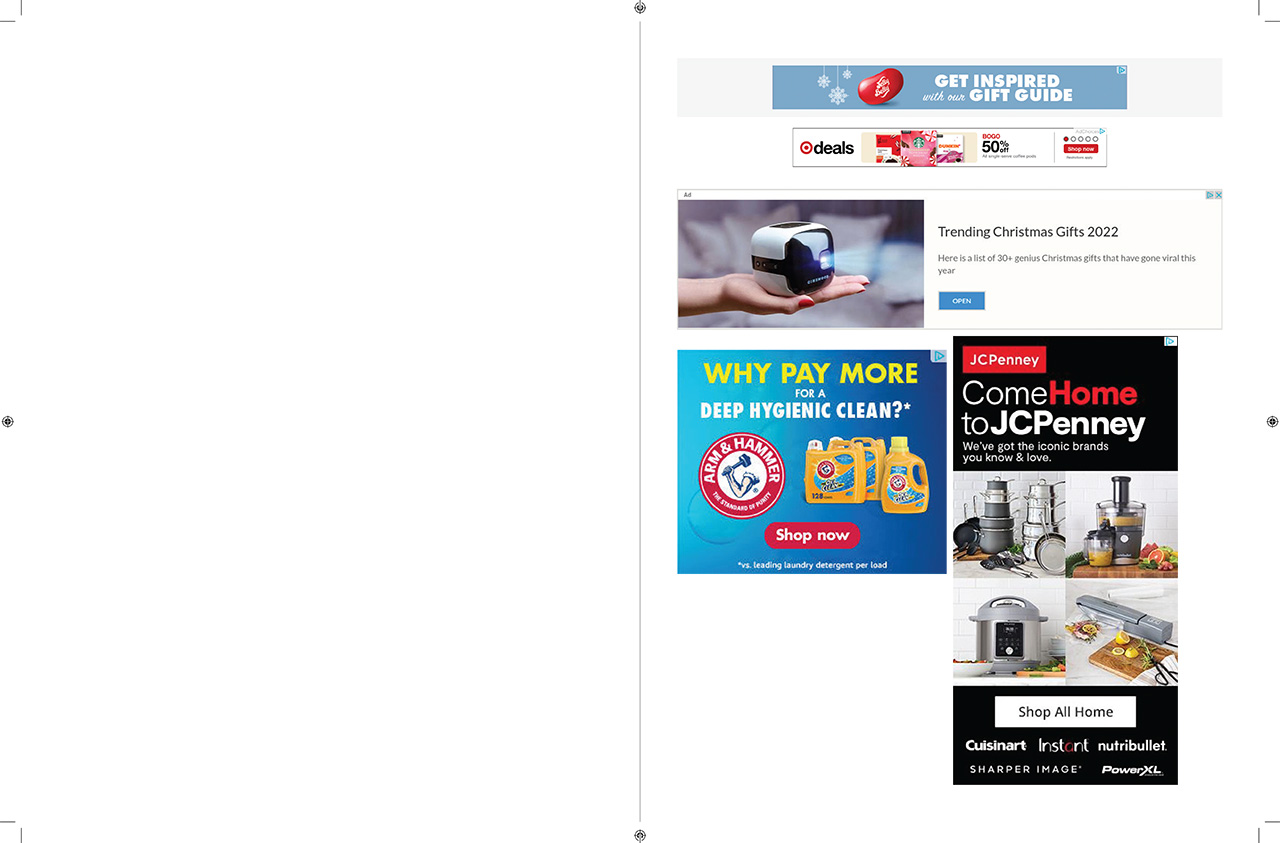 Jelly Belly
GET INSPIRED
with our GIFT GUIDE
AdChoices
deals
DUNKIN'
BOGO
50% off
All single serve coffee pods
Shop now
Restrictions apply
Ad
Trending Christmas Gifts 2022
Here is a list of 30+ genius Christmas gifts that have gone viral this
year
OPEN
WHY PAY MORE
FOR A
DEEP HYGIENIC CLEAN?*
ARM & HAMMER
THE STANDARD OF PURITY
128
Shop now
*vs. leading laundry detergent per load
JCPenney
ComeHome
toJCPenney
We've got the iconic brands
you know & love.
Shop All Home
Cuisinart Instant nutribullet.
SHARPER IMAGE® PowerXL